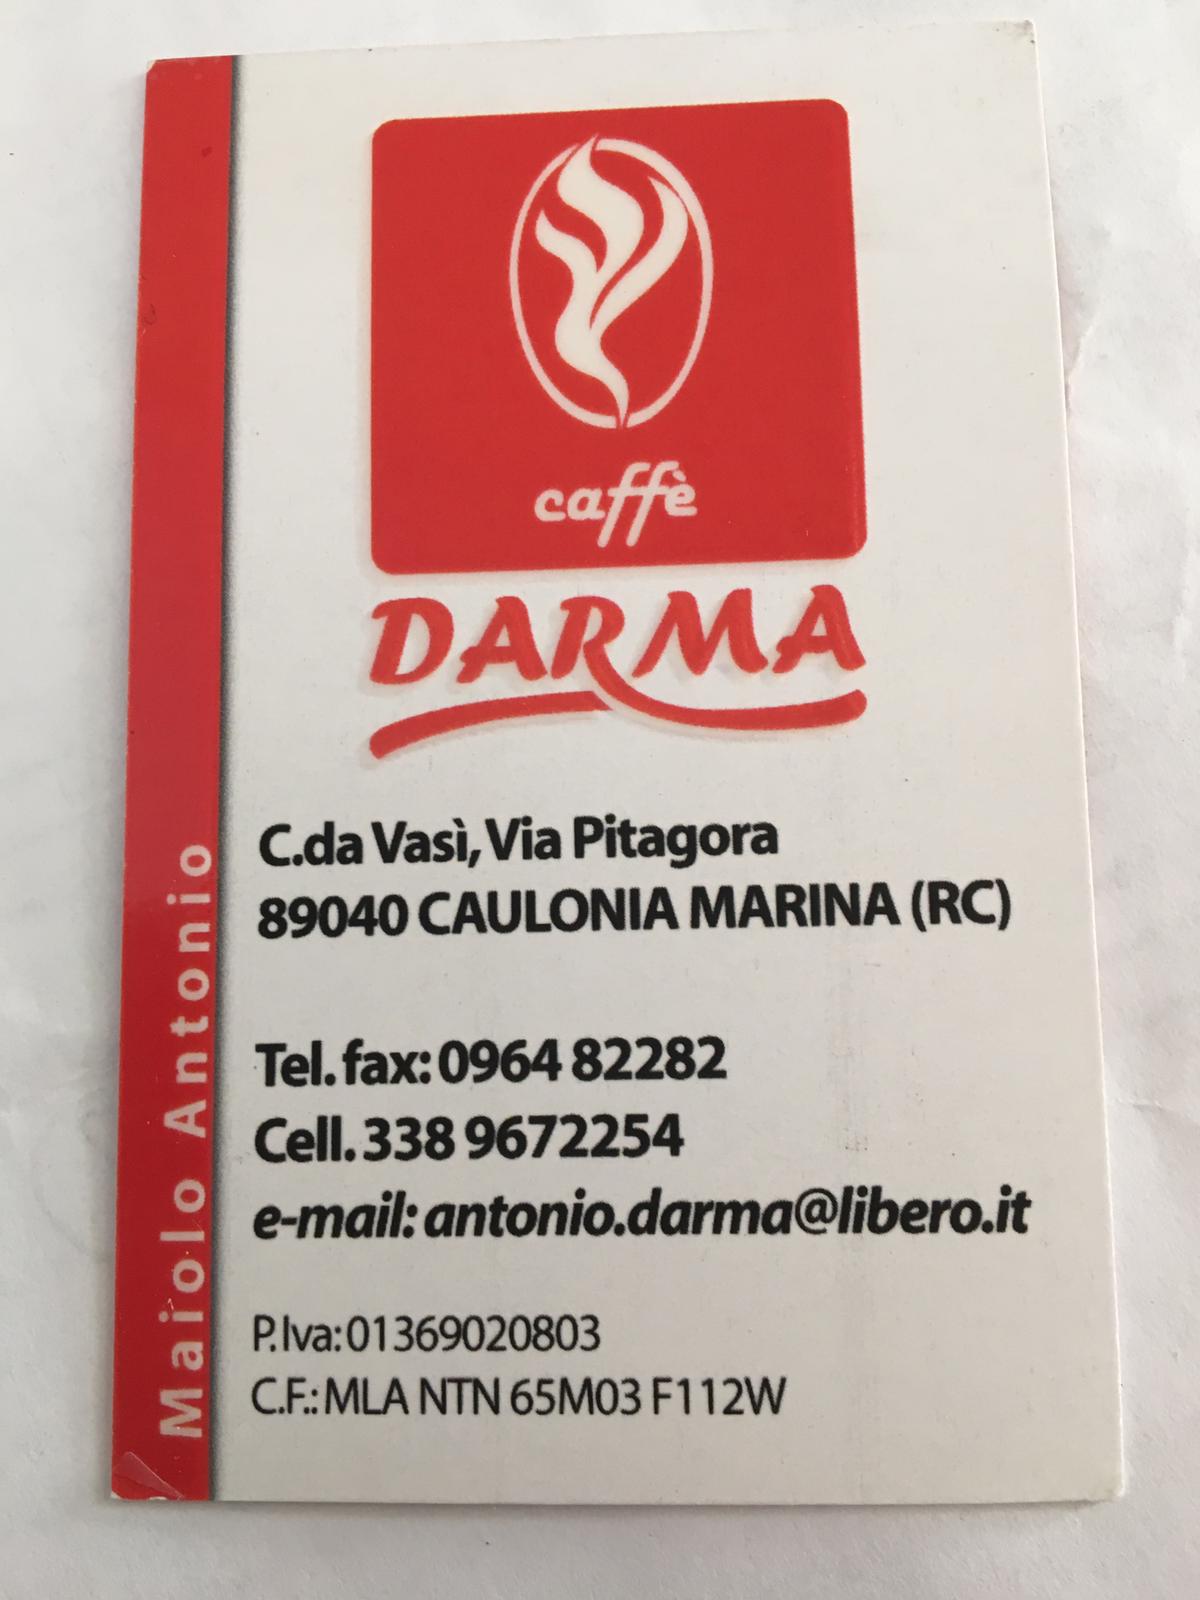 caffè
DARMA
C.da Vasì, Via Pitagora
89040 CAULONIA MARINA (RC)
Tel. fax: 0964 82282
Cell. 338 9672254
e-mail: antonio.darma@libero.it
P.Iva: 01369020803
C.F.: MLA NTN 65M03 F112W
Maiolo Antonio